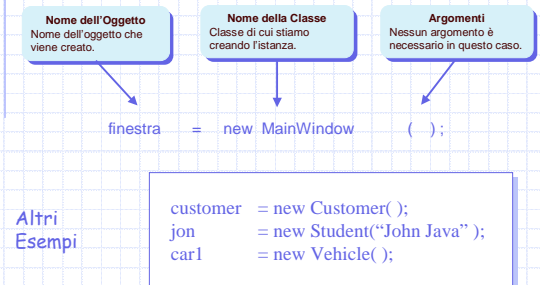 Nome dell'Oggetto
Nome dell'oggetto che
viene creato.
Nome della Classe
Classe di cui stiamo
creando l'istanza.
Argomenti
Nessun argomento è
necessario in questo caso.
finestra = new MainWindow ( ) ;
Altri
Esempi
customer = new Customer( );
jon = new Student(“John Java” );
car1 = new Vehicle( );